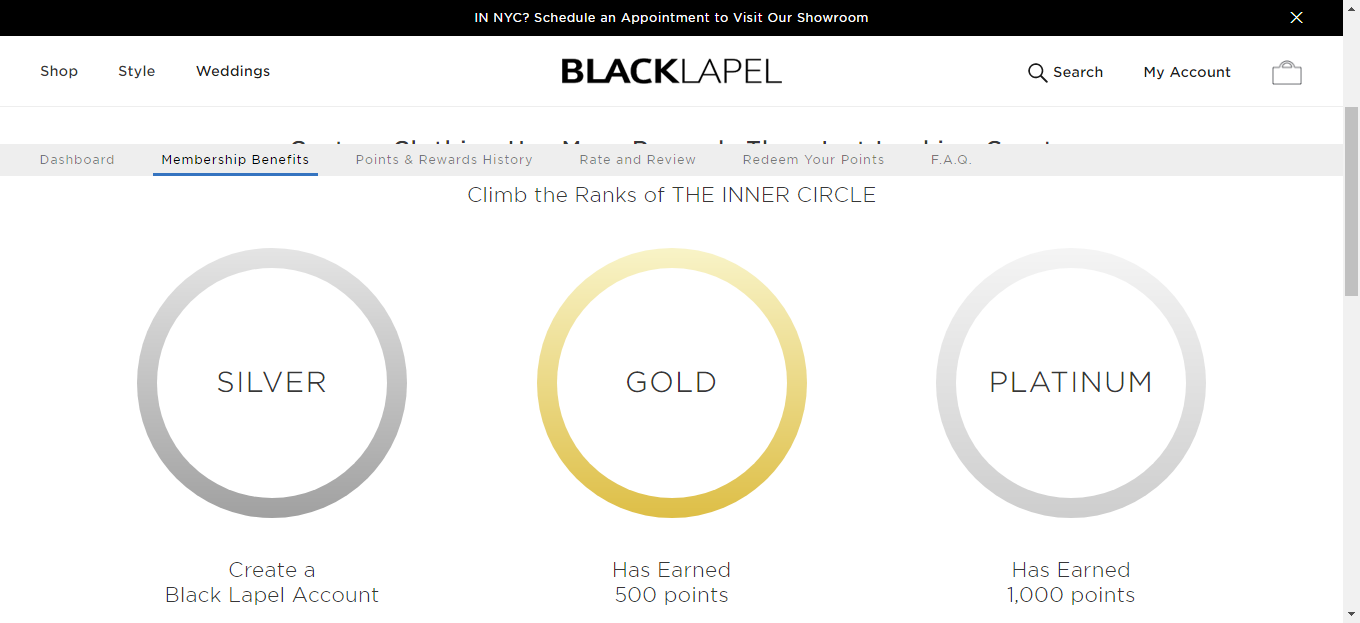 IN NYC? Schedule an Appointment to Visit Our Showroom
Shop Style Weddings BLACKLAPEL Search My Account
Dashboard Membership Benefits Points & Rewards History Rate and Review Redeem Your Points F.A.Q.
Climb the Ranks of THE INNER CIRCLE
SILVER GOLD PLATINUM
Create a Has Earned Has Earned
Black Lapel Account 500 points 1,000 points